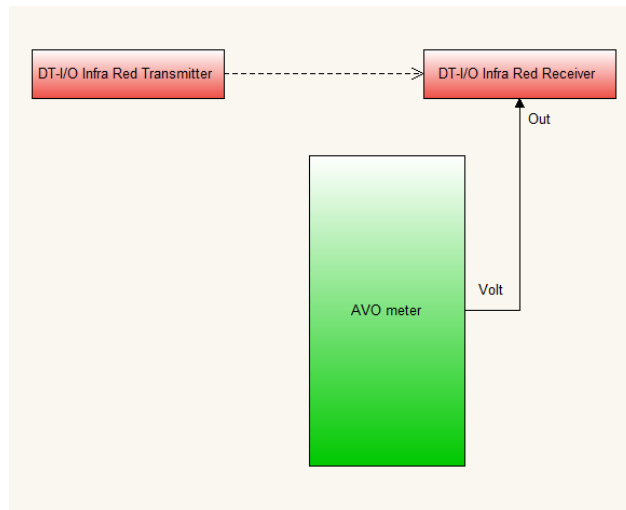 DT-I/O Infra Red Transmitter
DT-I/O Infra Red Receiver
Out
Volt
AVO meter